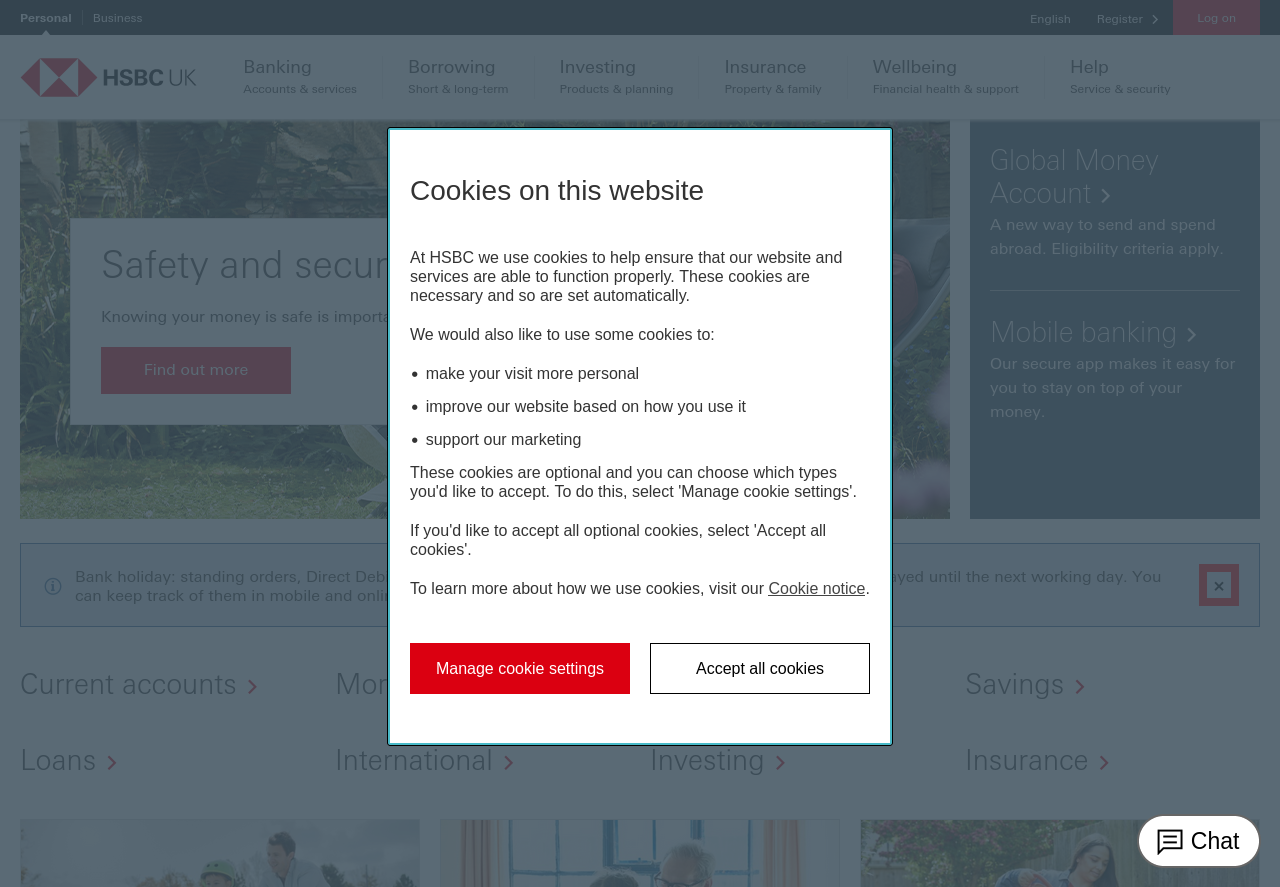 Personal
Business
English
Register
Log on
HSBC UK
Banking
Accounts & services
Borrowing
Short & long-term
Investing
Products & planning
Insurance
Property & family
Wellbeing
Financial health & support
Help
Service & security
Safety and secur
Knowing your money is safe is importa
Find out more
Global Money
Account
A new way to send and spend
abroad. Eligibility criteria apply.
Mobile banking
Our secure app makes it easy for
you to stay on top of your
money.
Cookies on this website
At HSBC we use cookies to help ensure that our website and
services are able to function properly. These cookies are
necessary and so are set automatically.
We would also like to use some cookies to:
• make your visit more personal
• improve our website based on how you use it
• support our marketing
These cookies are optional and you can choose which types
you'd like to accept. To do this, select 'Manage cookie settings'.
If you'd like to accept all optional cookies, select 'Accept all
cookies'.
To learn more about how we use cookies, visit our Cookie notice.
Manage cookie settings
Accept all cookies
Bank holiday: standing orders, Direct Deb
yed until the next working day. You
can keep track of them in mobile and onli
Current accounts
Mor
Savings
Loans
International
Investing
Insurance
Chat